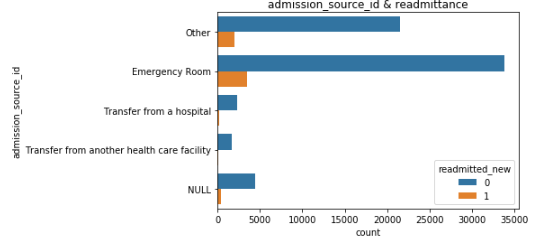 admission_source_id & readmittance
admission_source_id
Other
Emergency Room
Transfer from a hospital
Transfer from another health care facility
NULL
readmitted_new
0
1
0 5000 10000 15000 20000 25000 30000 35000
count